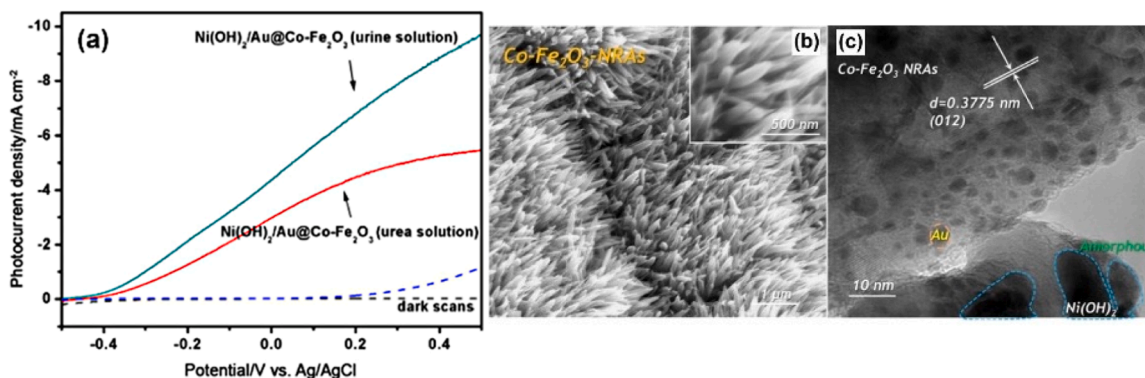 (a)
Ni(OH)2/Au@Co-Fe2O3 (urine solution)
Ni(OH)2/Au@Co-Fe2O3 (urea solution)
dark scans
Photocurrent density/mA cm-2
-10
-8
-6
-4
-2
0
-0.4
-0.2
0.0
0.2
0.4
Potential/V vs. Ag/AgCl
Co-Fe2O3-NRAs
(b)
500 nm
1 μm
(c)
Co-Fe2O3 NRAs
d=0.3775 nm
(012)
Au
Amorphou
10 nm
Ni(OH)2